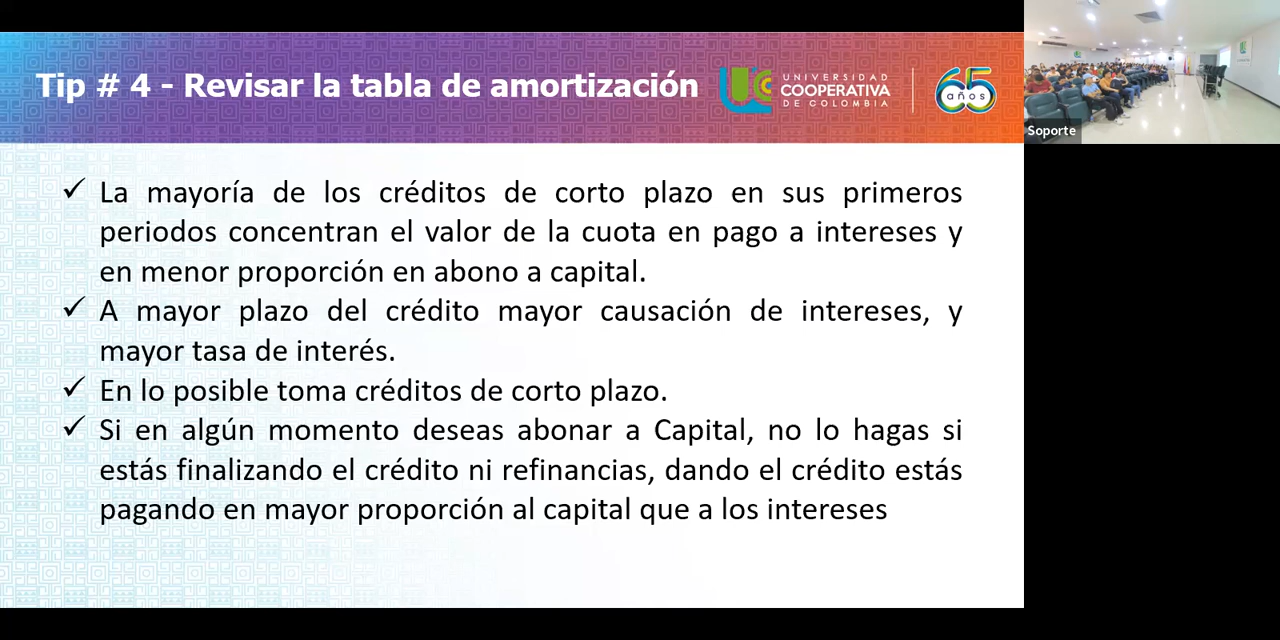 Tip # 4 - Revisar la tabla de amortización
UCC
UNIVERSIDAD
COOPERATIVA
DE COLOMBIA
65
años
Soporte
✓ La mayoría de los créditos de corto plazo en sus primeros
periodos concentran el valor de la cuota en pago a intereses y
en menor proporción en abono a capital.
✓ A mayor plazo del crédito mayor causación de intereses, y
mayor tasa de interés.
✓ En lo posible toma créditos de corto plazo.
✓ Si en algún momento deseas abonar a Capital, no lo hagas si
estás finalizando el crédito ni refinancias, dando el crédito estás
pagando en mayor proporción al capital que a los intereses